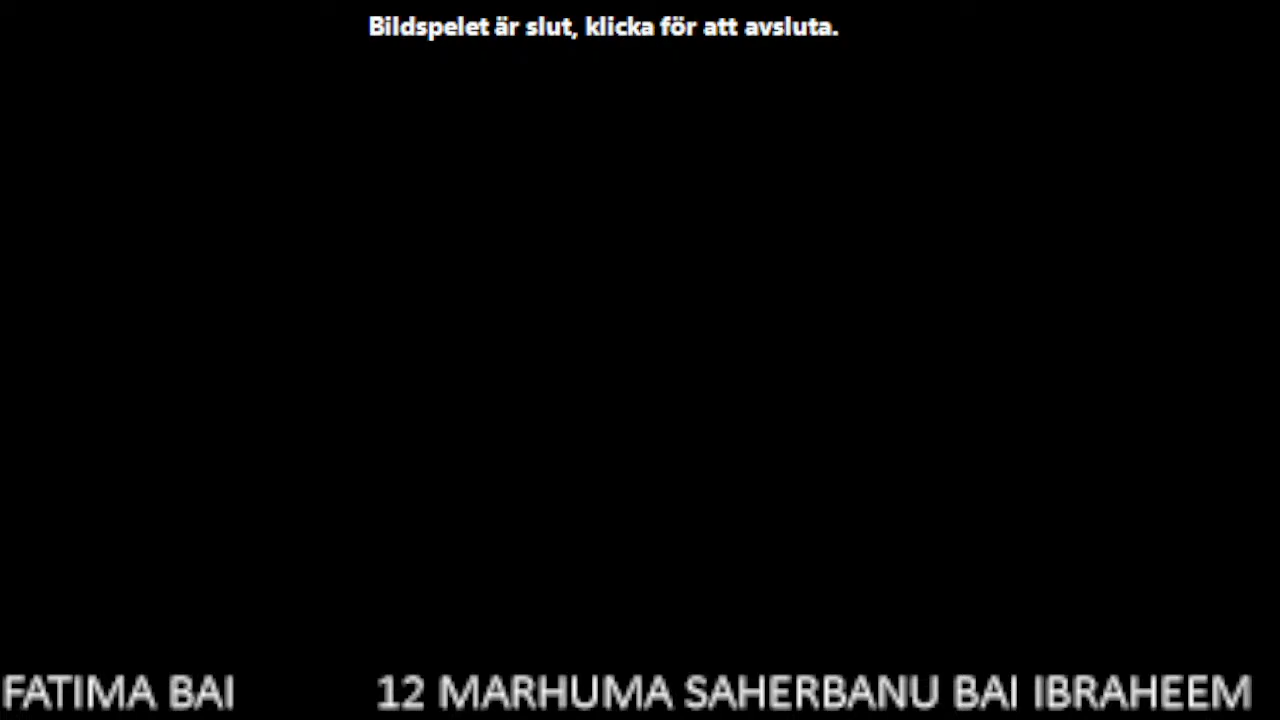 Bildspelet är slut, klicka för att avsluta.
FATIMA BAI 12 MARHUMA SAHERBANU BAI IBRAHEEM